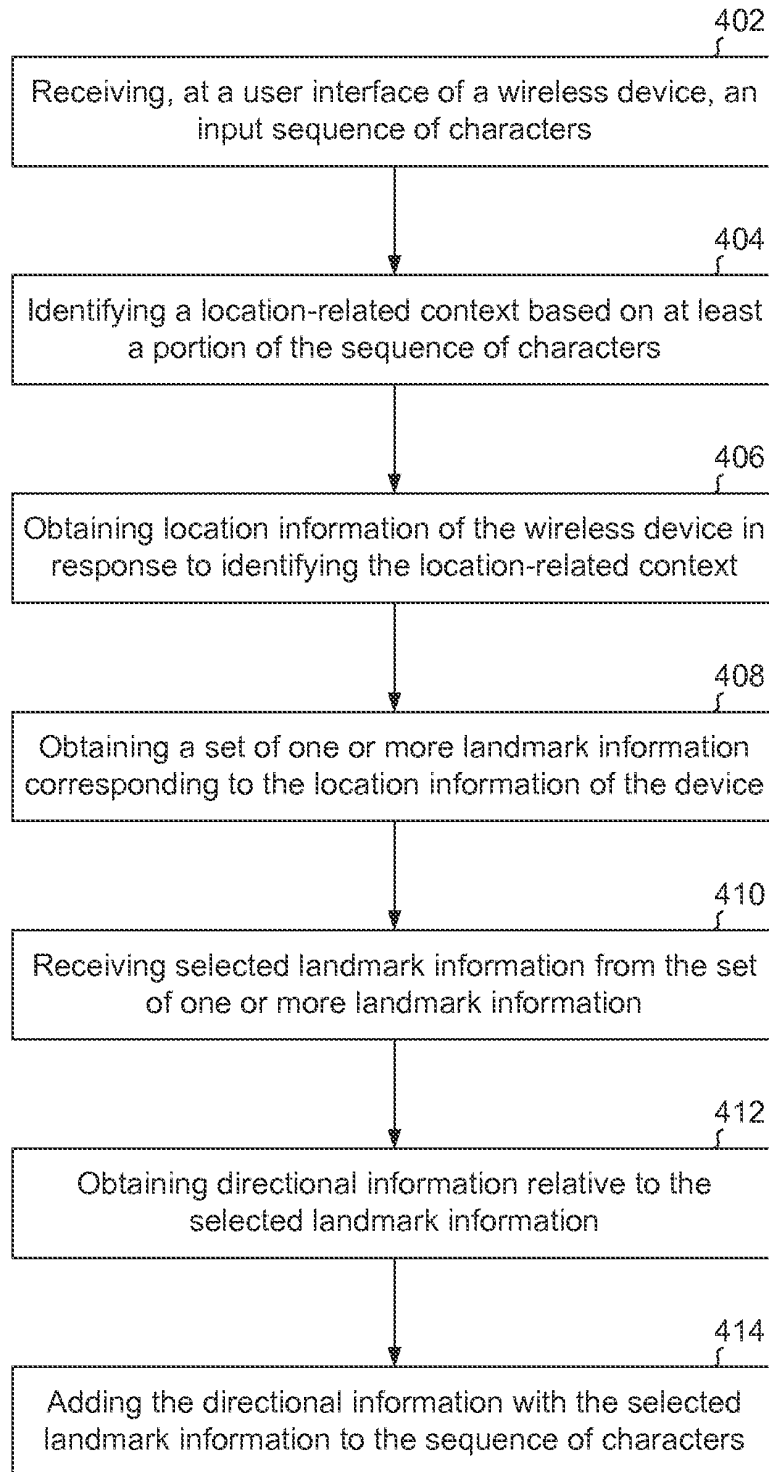 402
Receiving, at a user interface of a wireless device, an
input sequence of characters
404
Identifying a location-related context based on at least
a portion of the sequence of characters
406
Obtaining location information of the wireless device in
response to identifying the location-related context
408
Obtaining a set of one or more landmark information
corresponding to the location information of the device
410
Receiving selected landmark information from the set
of one or more landmark information
412
Obtaining directional information relative to the
selected landmark information
414
Adding the directional information with the selected
landmark information to the sequence of characters